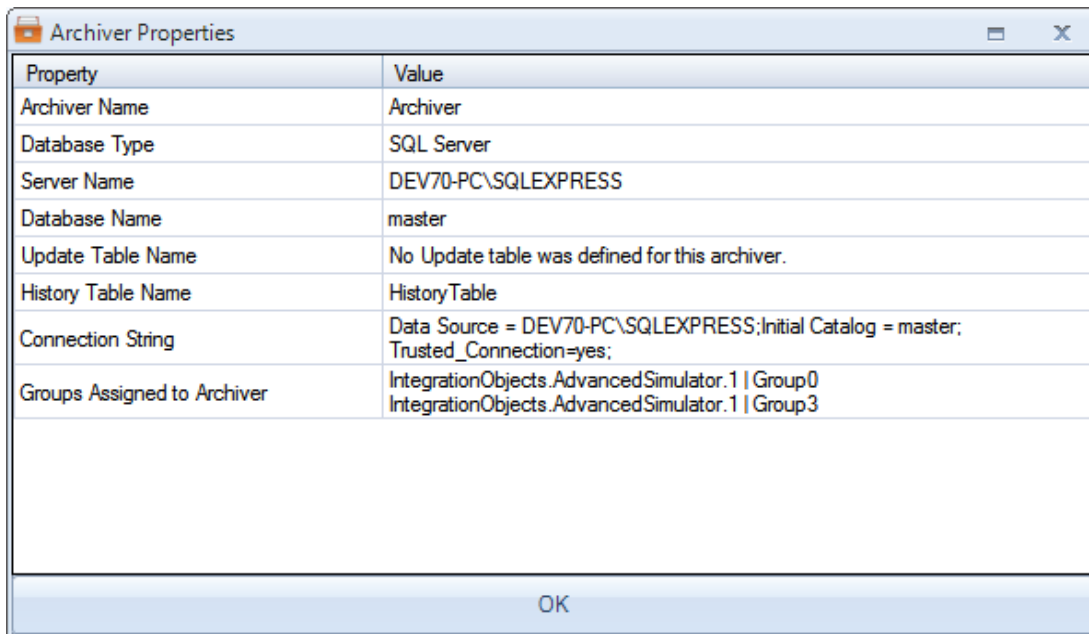 Archiver Properties
Property Value
Archiver Name Archiver
Database Type SQL Server
Server Name DEV70-PC\SQLEXPRESS
Database Name master
Update Table Name No Update table was defined for this archiver.
History Table Name HistoryTable
Connection String Data Source = DEV70-PC\SQLEXPRESS;Initial Catalog = master;
Trusted_Connection=yes;
Groups Assigned to Archiver IntegrationObjects.AdvancedSimulator.1 | Group0
IntegrationObjects.AdvancedSimulator.1 | Group3
OK